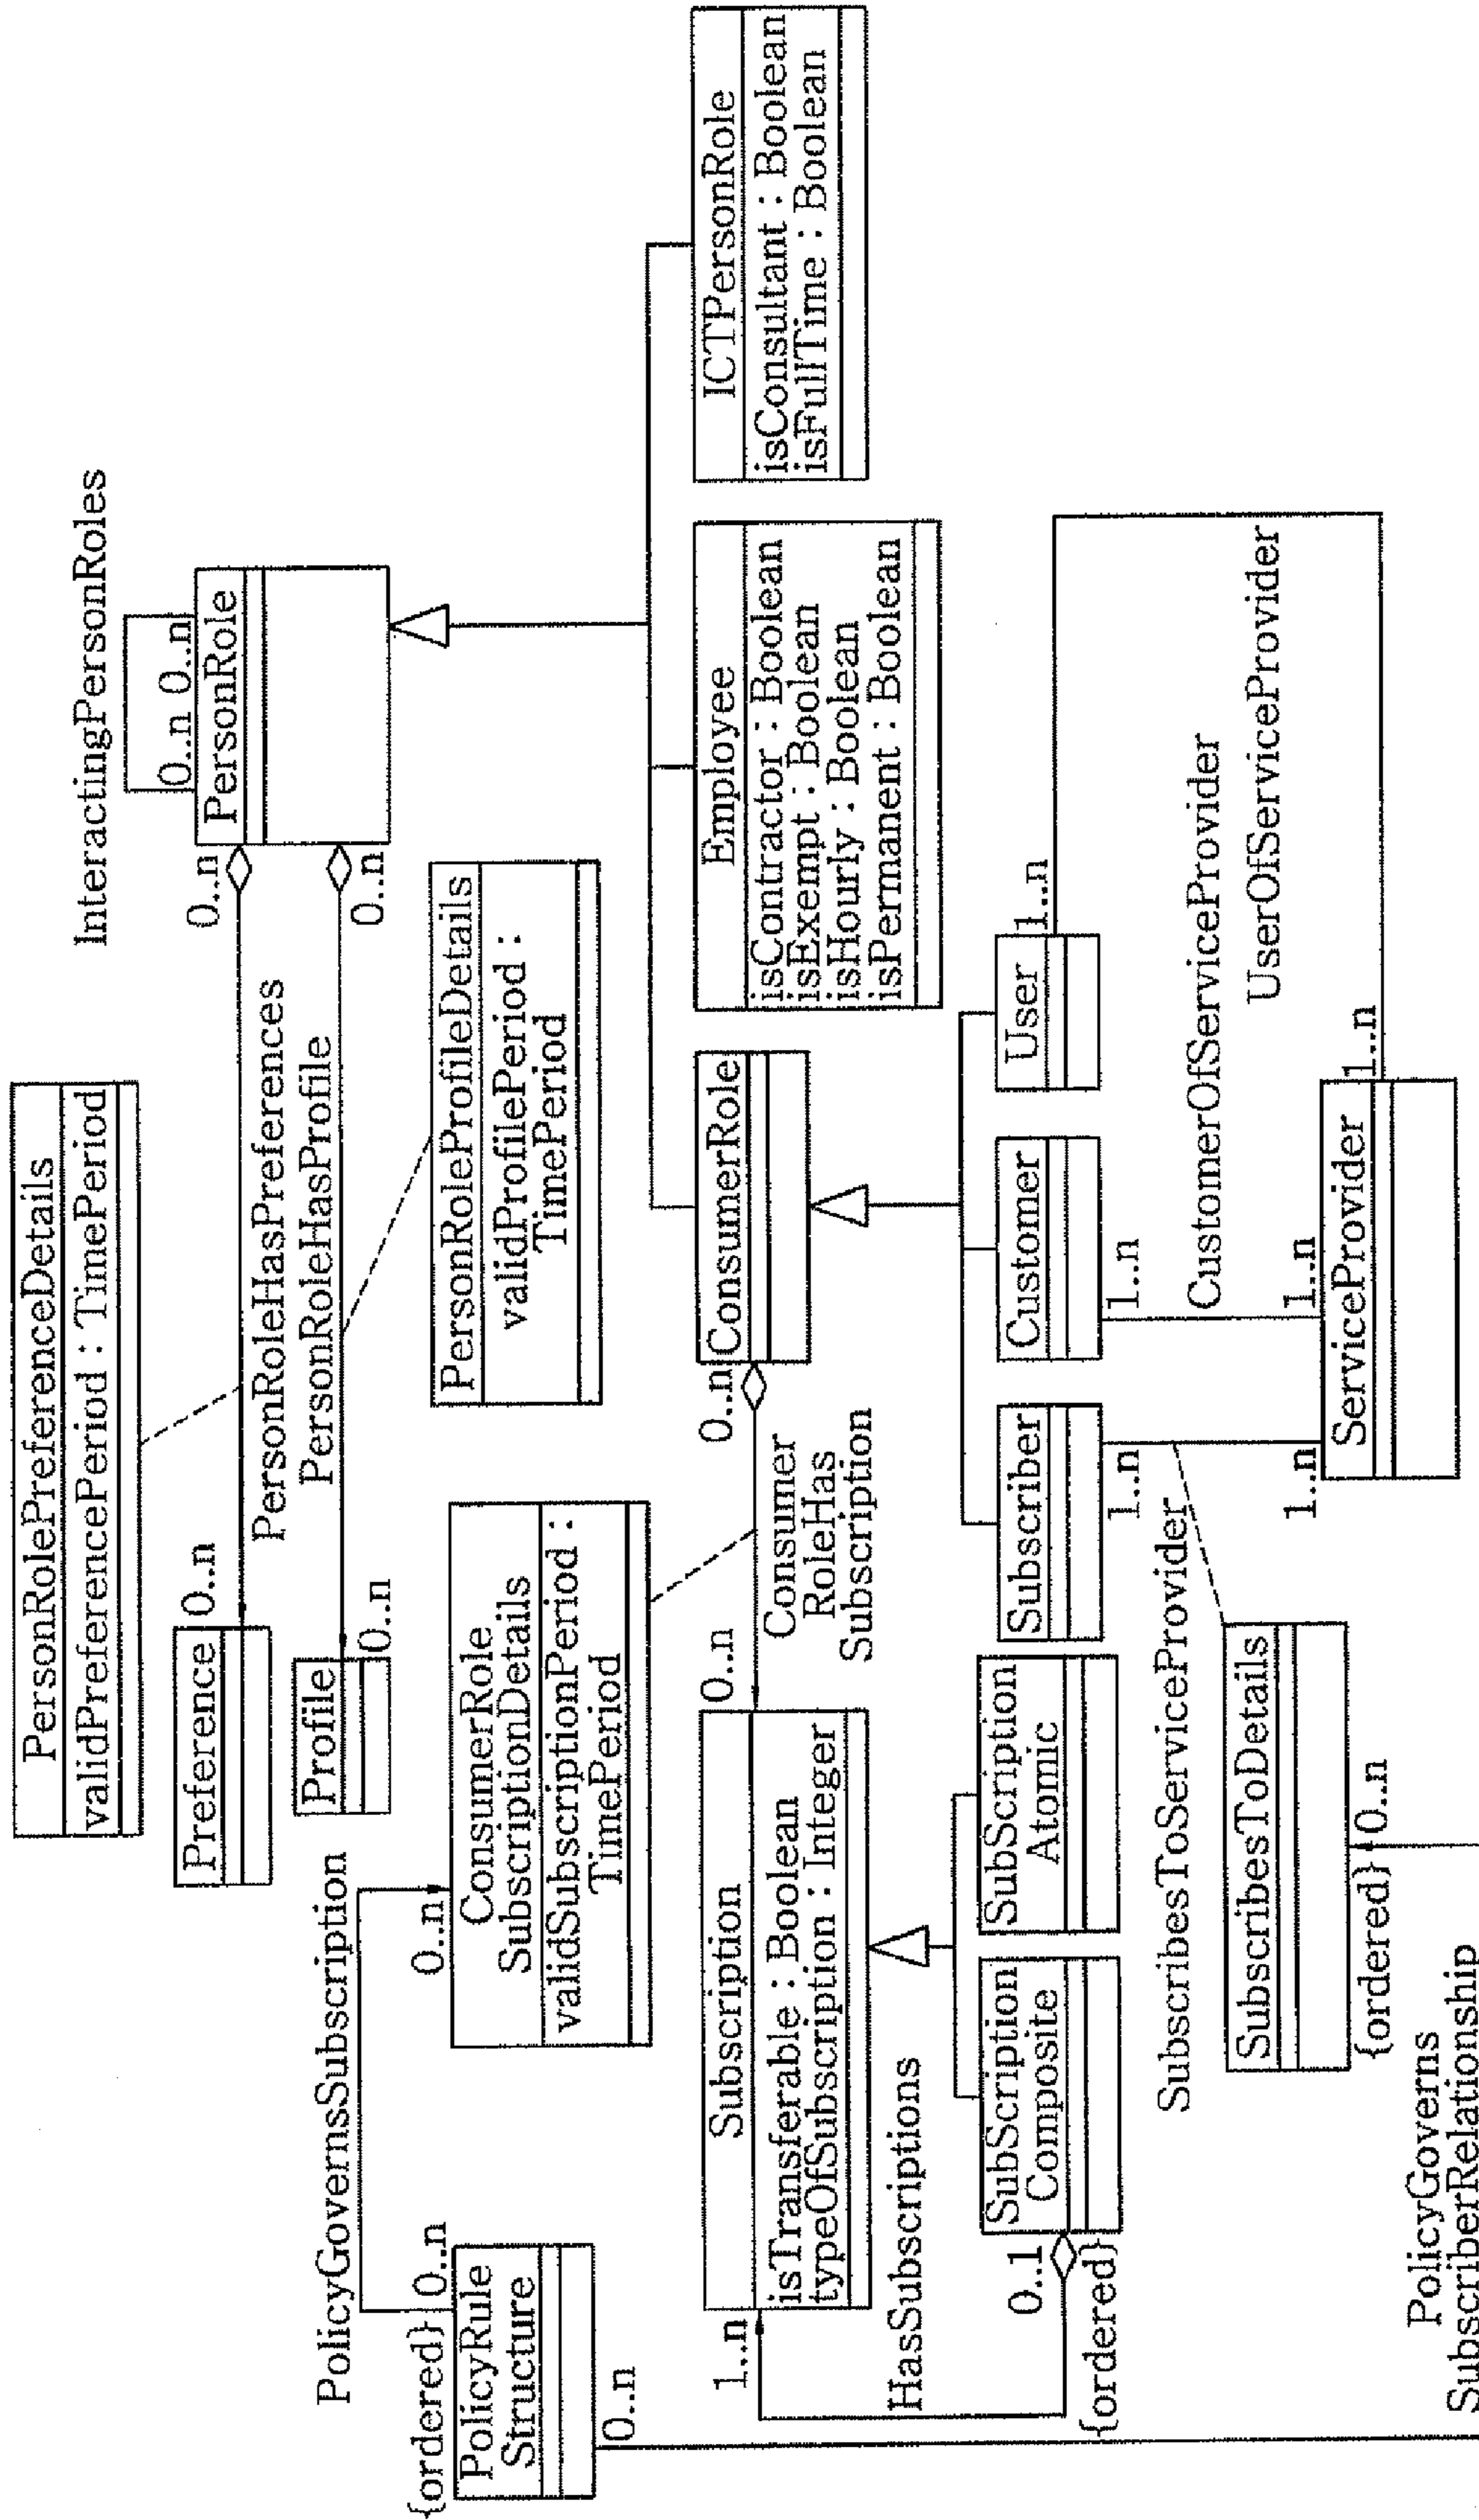 PersonRolePreferenceDetails
validPreferencePeriod : TimePeriod
InteractingPersonRoles
0..n 0..n
PersonRole
0..n
0..n
Preference
0..n
PersonRoleHasPreferences
PersonRoleHasProfile
Profile
0..n
PersonRoleProfileDetails
validProfilePeriod :
TimePeriod
PolicyGovernsSubscription
{ordered}
0..n
PolicyRule
Structure
0..n
0..n
ConsumerRole
SubscriptionDetails
validSubscriptionPeriod :
TimePeriod
Subscription
isTransferable : Boolean
typeOfSubscription : Integer
1..n
0..n
Consumer
RoleHas
Subscription
0..n
ConsumerRole
Employee
isContractor : Boolean
isExempt : Boolean
isHourly : Boolean
isPermanent : Boolean
ICTPersonRole
isConsultant : Boolean
isFullTime : Boolean
HasSubscriptions
0..1
{ordered}
SubScription
Composite
SubScription
Atomic
Subscriber
1..n
Customer
1..n
User
1..n
SubscribesToServiceProvider
CustomerOfServiceProvider
UserOfServiceProvider
SubscribesToDetails
{ordered}
0..n
1..n
1..n
1..n
ServiceProvider
PolicyGoverns
SubscriberRelationship